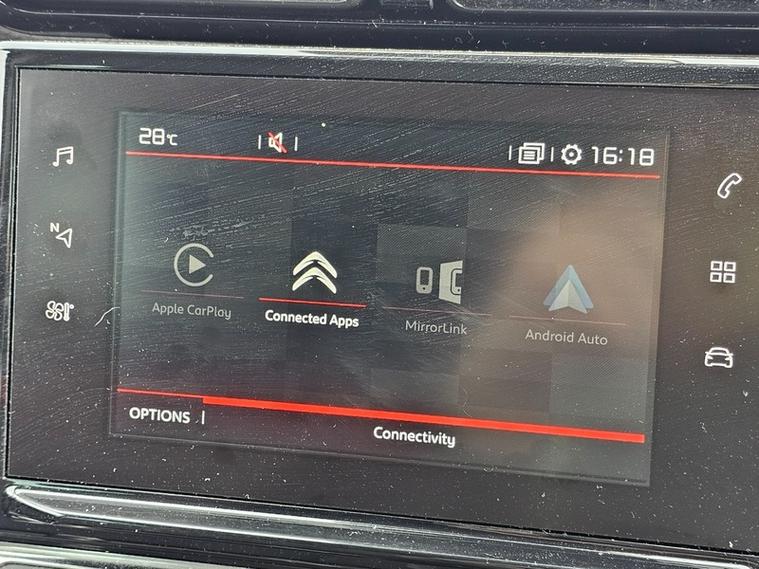 28°C
16:18
N
Apple CarPlay
Connected Apps
MirrorLink
Android Auto
OPTIONS
Connectivity